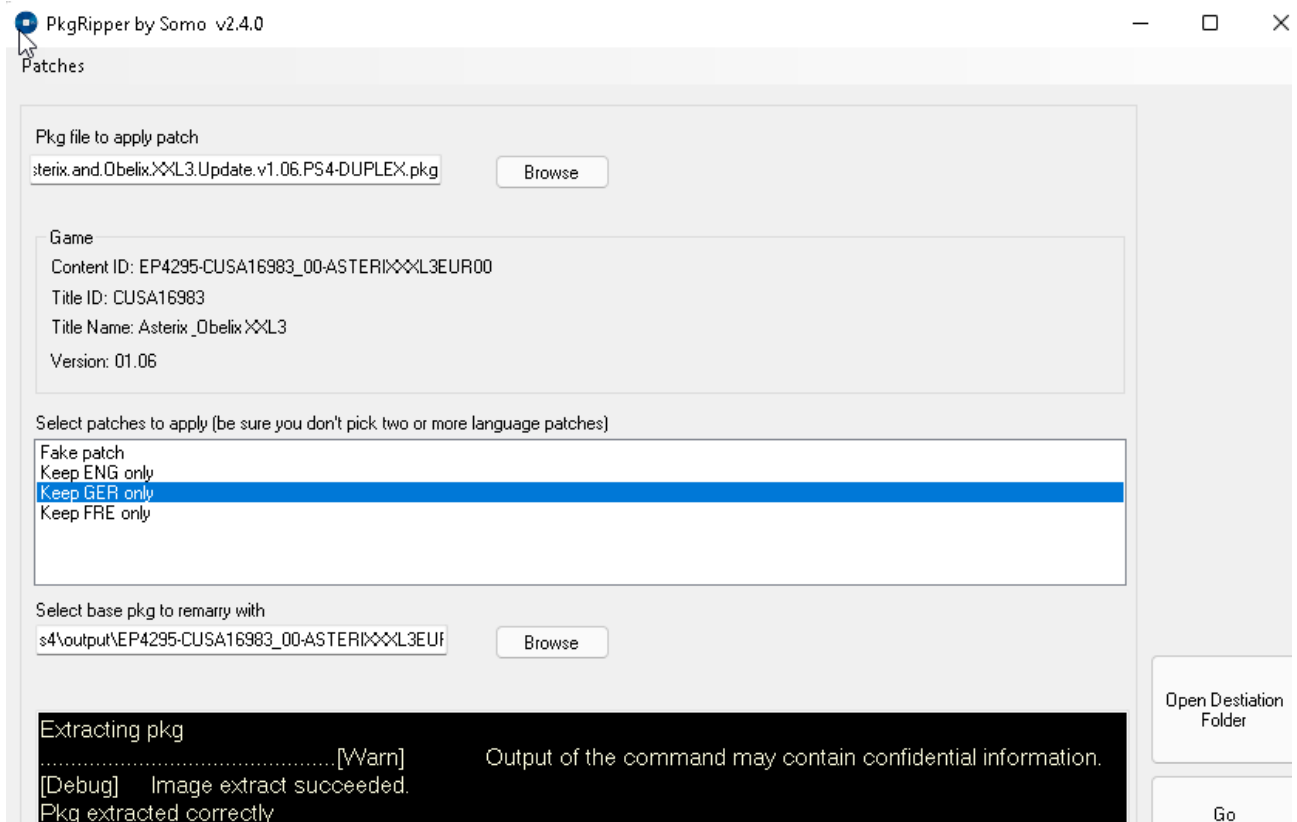 PkgRipper by Somo v2.4.0
Patches
Pkg file to apply patch
sterix.and.Obelix.XXL3.Update.v1.06.PS4-DUPLEX.pkg
Browse
Game
Content ID: EP4295-CUSA16983_00-ASTERIXXXL3EUR00
Title ID: CUSA16983
Title Name: Asterix _Obelix XXL3
Version: 01.06
Select patches to apply (be sure you don't pick two or more language patches)
Fake patch
Keep ENG only
Keep GER only
Keep FRE only
Select base pkg to remarry with
s4\output\EP4295-CUSA16983_00-ASTERIXXXL3EUF
Browse
Open Destiation
Folder
Extracting pkg
................................................[Warn] Output of the command may contain confidential information.
[Debug] Image extract succeeded.
Pkg extracted correctly
Go